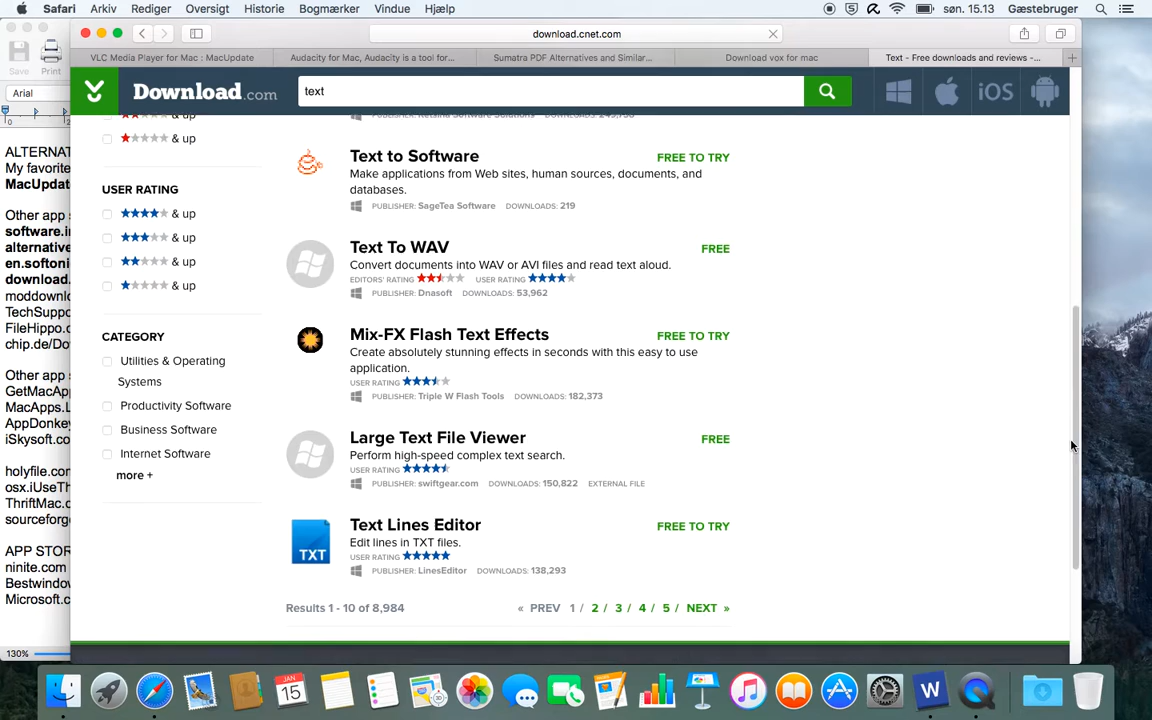 Safari Arkiv Rediger Oversigt Historie Bogmærker Vindue Hjælp søn. 15.13 Gæstebruger
download.cnet.com
VLC Media Player for Mac : MacUpdate
Audacity for Mac, Audacity is a tool for...
Sumatra PDF Alternatives and Similar...
Download vox for mac
Text - Free downloads and reviews -...
Save Print
Arial
0
ALTERNAT
My favorite
MacUpdat
Other app s
software.in
alternative
en.softoni
download.
moddownlo
TechSuppo
FileHippo.c
chip.de/Do
Other app s
GetMacAp
MacApps.L
AppDonkey
iSkysoft.co
holyfile.com
osx.iUseTh
ThriftMac.c
sourceforg
APP STOR
ninite.com
Bestwindow
Microsoft.c
130%
Download.com
text
iOS
& up
& up
USER RATING
& up
& up
& up
& up
CATEGORY
Utilities & Operating
Systems
Productivity Software
Business Software
Internet Software
more +
Text to Software FREE TO TRY
Make applications from Web sites, human sources, documents, and
databases.
PUBLISHER: SageTea Software DOWNLOADS: 219
Text To WAV FREE
Convert documents into WAV or AVI files and read text aloud.
EDITORS' RATING USER RATING
PUBLISHER: Dnasoft DOWNLOADS: 53,962
Mix-FX Flash Text Effects FREE TO TRY
Create absolutely stunning effects in seconds with this easy to use
application.
USER RATING
PUBLISHER: Triple W Flash Tools DOWNLOADS: 182,373
Large Text File Viewer FREE
Perform high-speed complex text search.
USER RATING
PUBLISHER: swiftgear.com DOWNLOADS: 150,822 EXTERNAL FILE
TXT
Text Lines Editor FREE TO TRY
Edit lines in TXT files.
USER RATING
PUBLISHER: LinesEditor DOWNLOADS: 138,293
Results 1 - 10 of 8,984 « PREV 1 / 2 / 3 / 4 / 5 / NEXT »
JAN
15
W